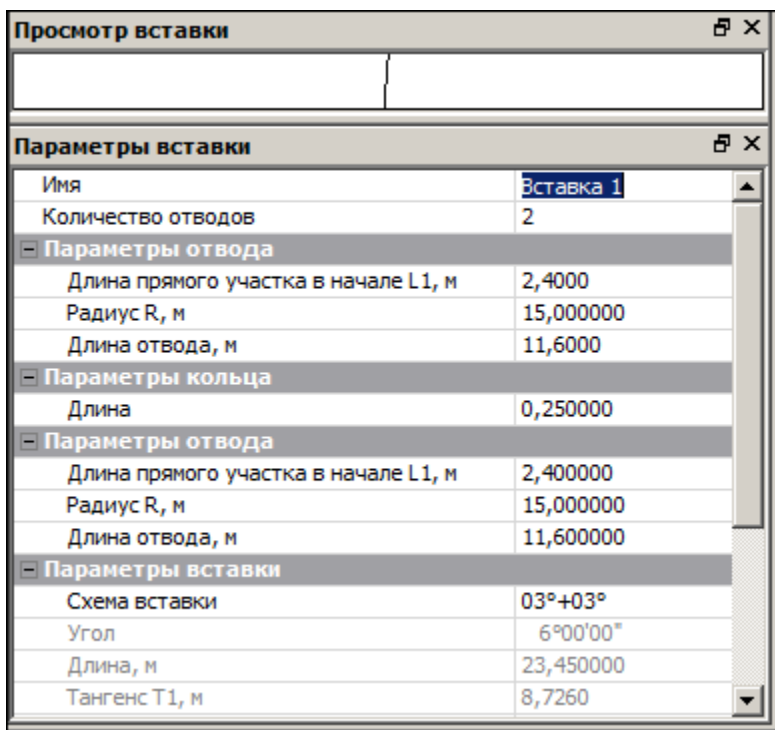 Просмотр вставки
Параметры вставки
Имя Вставка 1
Количество отводов 2
Параметры отвода
Длина прямого участка в начале L1, м 2,4000
Радиус R, м 15,000000
Длина отвода, м 11,6000
Параметры кольца
Длина 0,250000
Параметры отвода
Длина прямого участка в начале L1, м 2,400000
Радиус R, м 15,000000
Длина отвода, м 11,600000
Параметры вставки
Схема вставки 03°+03°
Угол 6°00'00"
Длина, м 23,450000
Тангенс Т1, м 8,7260